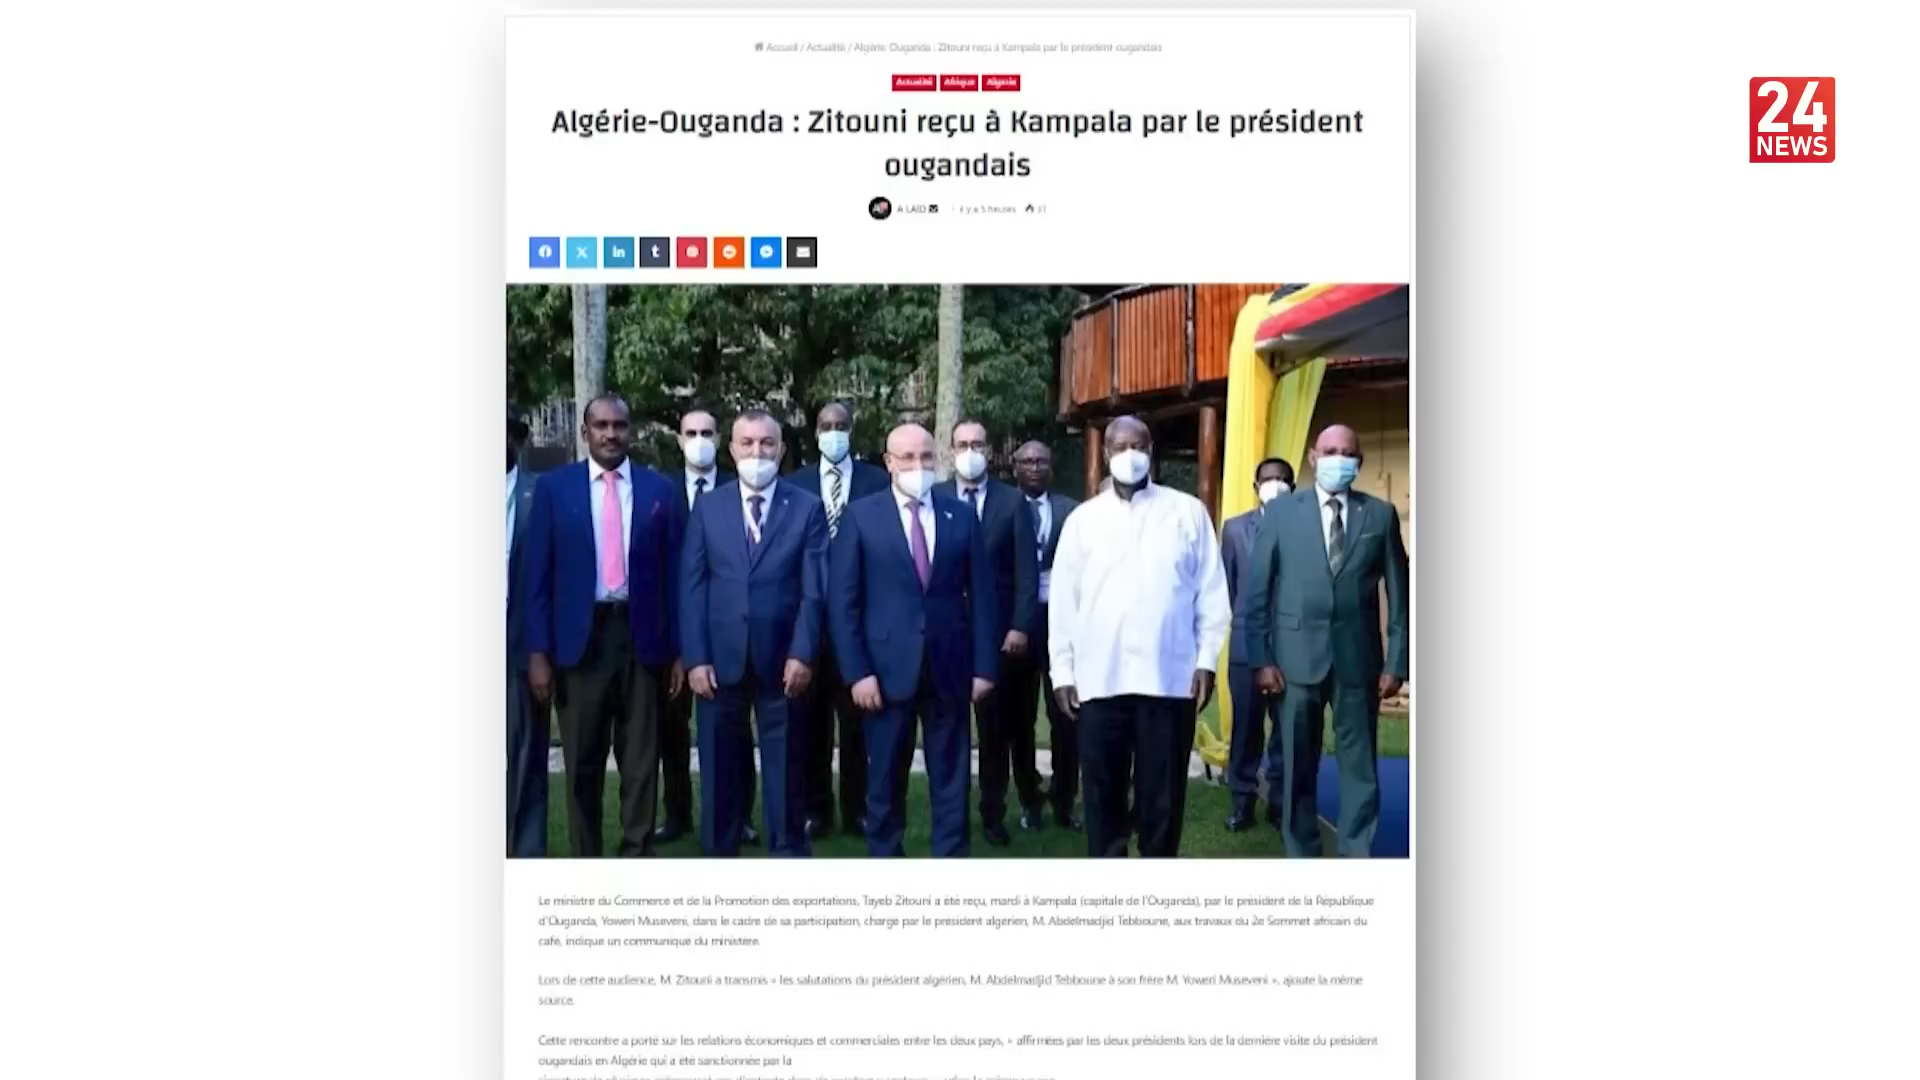 Accueil / Actualité / Algérie-Ouganda : Zitouni reçu à Kampala par le président ougandais
Actualité Afrique Algérie
24
NEWS
Algérie-Ouganda : Zitouni reçu à Kampala par le président
ougandais
A LAID il y a 5 heures
Le ministre du Commerce et de la Promotion des exportations, Tayeb Zitouni a été reçu, mardi à Kampala (capitale de l'Ouganda), par le président de la République
d'Ouganda, Yoweri Museveni, dans le cadre de sa participation, chargé par le président algérien, M. Abdelmadjid Tebboune, aux travaux du 2e Sommet africain du
café, indique un communiqué du ministère.
Lors de cette audience, M. Zitouni a transmis « les salutations du président algérien, M. Abdelmadjid Tebboune à son frère M. Yoweri Museveni », ajoute la même
source.
Cette rencontre a porté sur les relations économiques et commerciales entre les deux pays, « affirmées par les deux présidents lors de la dernière visite du président
ougandais en Algérie qui a été sanctionnée par la